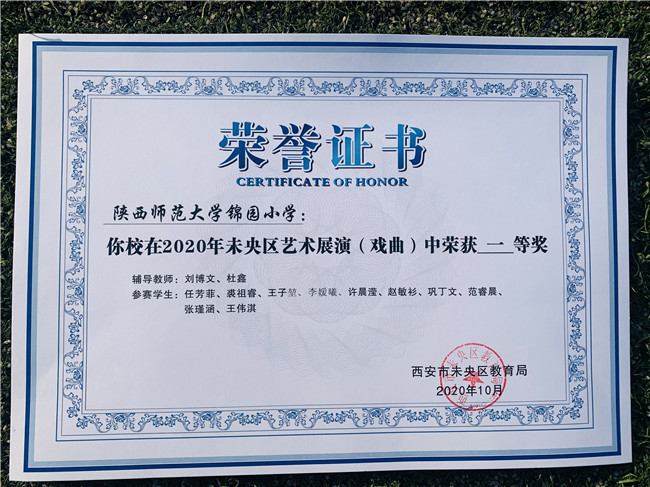 荣誉证书
CERTIFICATE OF HONOR
陕西师范大学锦园小学：
你校在2020年未央区艺术展演（戏曲）中荣获 一 等奖
辅导教师：刘博文、杜鑫
参赛学生：任芳菲、裘祖睿、王子堃、李媛曦、许晨滢、赵敏衫、巩丁文、范睿晨、
张瑾涵、王伟淇
西安市未央区教育局
2020年10月